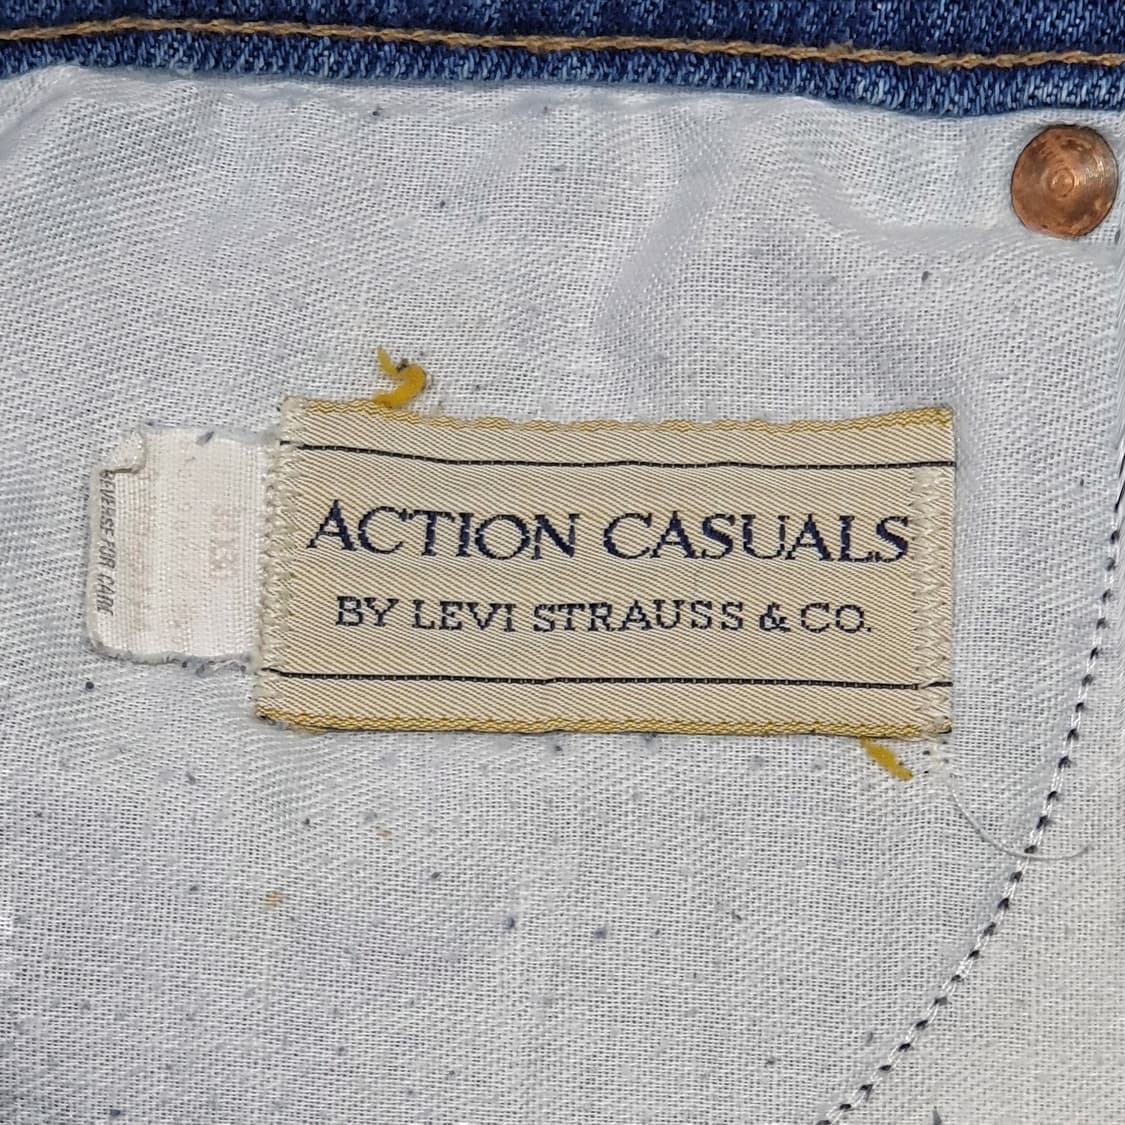 ACTION CASUALS
BY LEVI STRAUSS & CO.
REVERSE FOR CARE